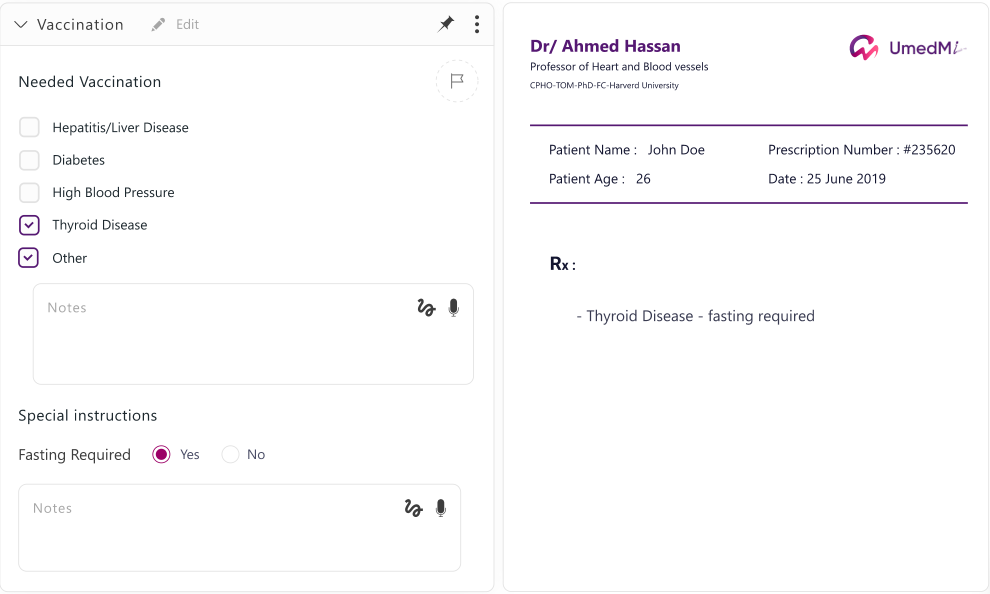 Vaccination Edit
Needed Vaccination
Hepatitis/Liver Disease
Diabetes
High Blood Pressure
Thyroid Disease
Other
Notes
Special instructions
Fasting Required Yes No
Notes
Dr/ Ahmed Hassan
Professor of Heart and Blood vessels
CPHO-TOM-PhD-FC-Harverd University
UmedMi
Patient Name : John Doe Prescription Number : #235620
Patient Age : 26 Date : 25 June 2019
Rx :
- Thyroid Disease - fasting required